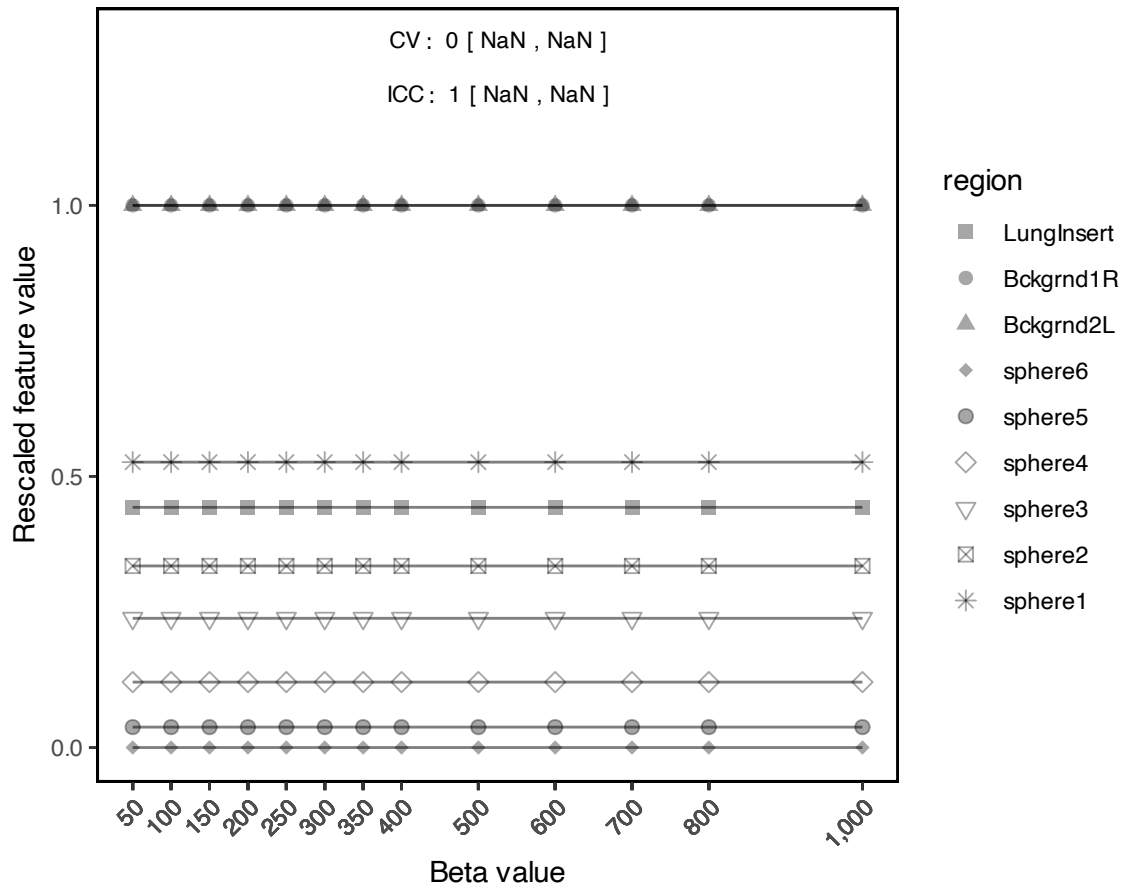 CV : 0 [ NaN , NaN ]
ICC : 1 [ NaN , NaN ]
Rescaled feature value
1.0
0.5
0.0
50
100
150
200
250
300
350
400
500
600
700
800
1,000
Beta value
region
LungInsert
Bckgrnd1R
Bckgrnd2L
sphere6
sphere5
sphere4
sphere3
sphere2
sphere1